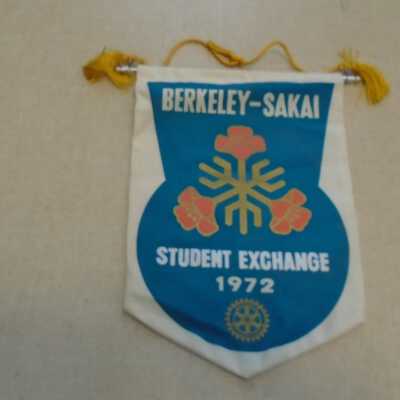 BERKELEY-SAKAI
STUDENT EXCHANGE
1972